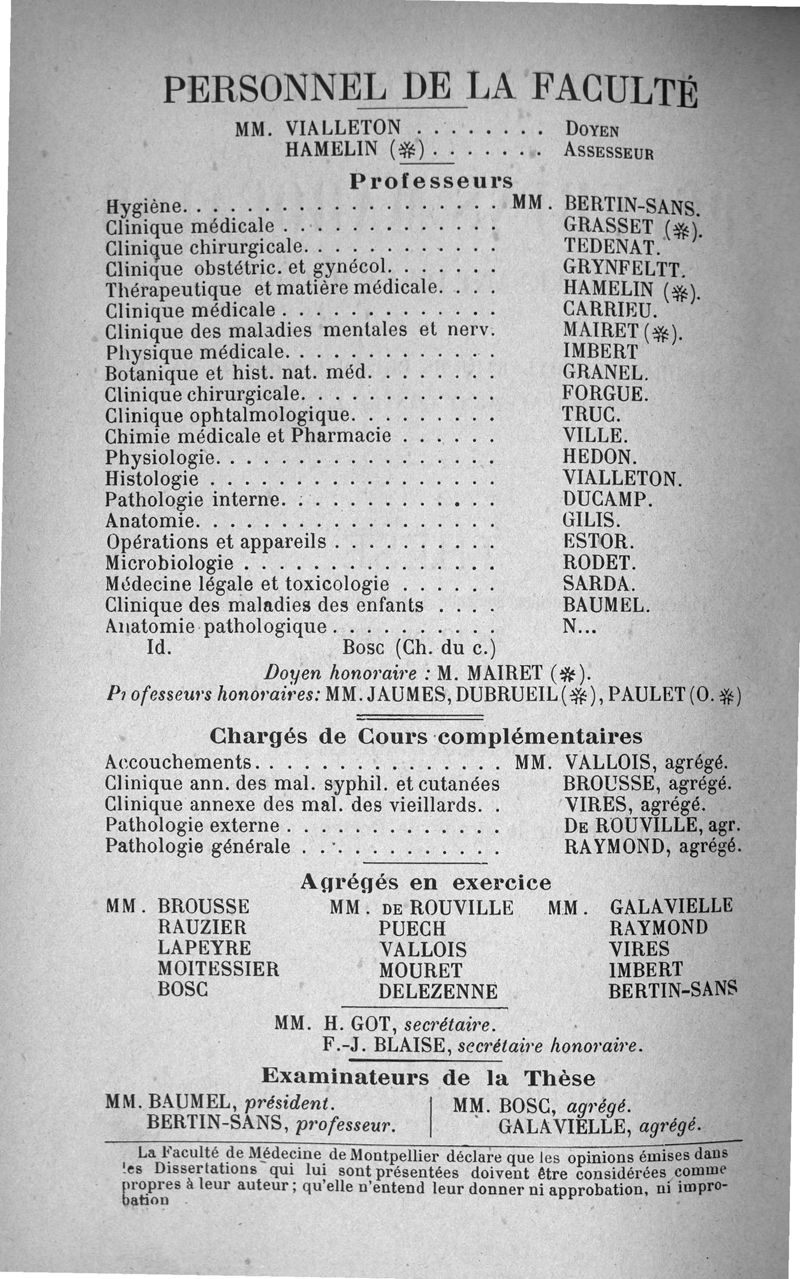 PERSONNEL DE LA FACULTÉ
MM. VIALLETON . . . . . . . . DOYEN
HAMELIN (✻) . . . . . . . ASSESSEUR
Professeurs
Hygiène. . . . . . . . . . . . . . . . . . . . MM. BERTIN-SANS.
Clinique médicale . . . . . . . . . . . . . GRASSET (✻).
Clinique chirurgicale. . . . . . . . . . . . TEDENAT.
Clinique obstétric. et gynécol. . . . . . . GRYNFELTT.
Thérapeutique et matière médicale. . . . HAMELIN (✻).
Clinique médicale . . . . . . . . . . . . . CARRIEU.
Clinique des maladies mentales et nerv. MAIRET (✻).
Physique médicale. . . . . . . . . . . . . IMBERT
Botanique et hist. nat. méd. . . . . . . . GRANEL.
Clinique chirurgicale. . . . . . . . . . . . FORGUE.
Clinique ophtalmologique. . . . . . . . . TRUC.
Chimie médicale et Pharmacie . . . . . . VILLE.
Physiologie. . . . . . . . . . . . . . . . . HEDON.
Histologie . . . . . . . . . . . . . . . . . VIALLETON.
Pathologie interne. . . . . . . . . . . . . DUCAMP.
Anatomie. . . . . . . . . . . . . . . . . . GILIS.
Opérations et appareils . . . . . . . . . . ESTOR.
Microbiologie . . . . . . . . . . . . . . . RODET.
Médecine légale et toxicologie . . . . . . SARDA.
Clinique des maladies des enfants . . . . BAUMEL.
Anatomie pathologique . . . . . . . . . . N...
Id. Bosc (Ch. du c.)
Doyen honoraire : M. MAIRET (✻).
Professeurs honoraires: MM. JAUMES, DUBRUEIL (✻), PAULET (O. ✻)
Chargés de Cours complémentaires
Accouchements. . . . . . . . . . . . . . . MM. VALLOIS, agrégé.
Clinique ann. des mal. syphil. et cutanées BROUSSE, agrégé.
Clinique annexe des mal. des vieillards. . VIRES, agrégé.
Pathologie externe . . . . . . . . . . . . . DE ROUVILLE, agr.
Pathologie générale . . . . . . . . . . . . RAYMOND, agrégé.
Agrégés en exercice
MM. BROUSSE MM. DE ROUVILLE MM. GALAVIELLE
RAUZIER PUECH RAYMOND
LAPEYRE VALLOIS VIRES
MOITESSIER MOURET IMBERT
BOSC DELEZENNE BERTIN-SANS
MM. H. GOT, secrétaire.
F.-J. BLAISE, secrétaire honoraire.
Examinateurs de la Thèse
MM. BAUMEL, président. MM. BOSC, agrégé.
BERTIN-SANS, professeur. GALAVIELLE, agrégé.
La Faculté de Médecine de Montpellier déclare que les opinions émises dans
les Dissertations qui lui sont présentées doivent être considérées comme
propres à leur auteur ; qu'elle n'entend leur donner ni approbation, ni impro-
bation